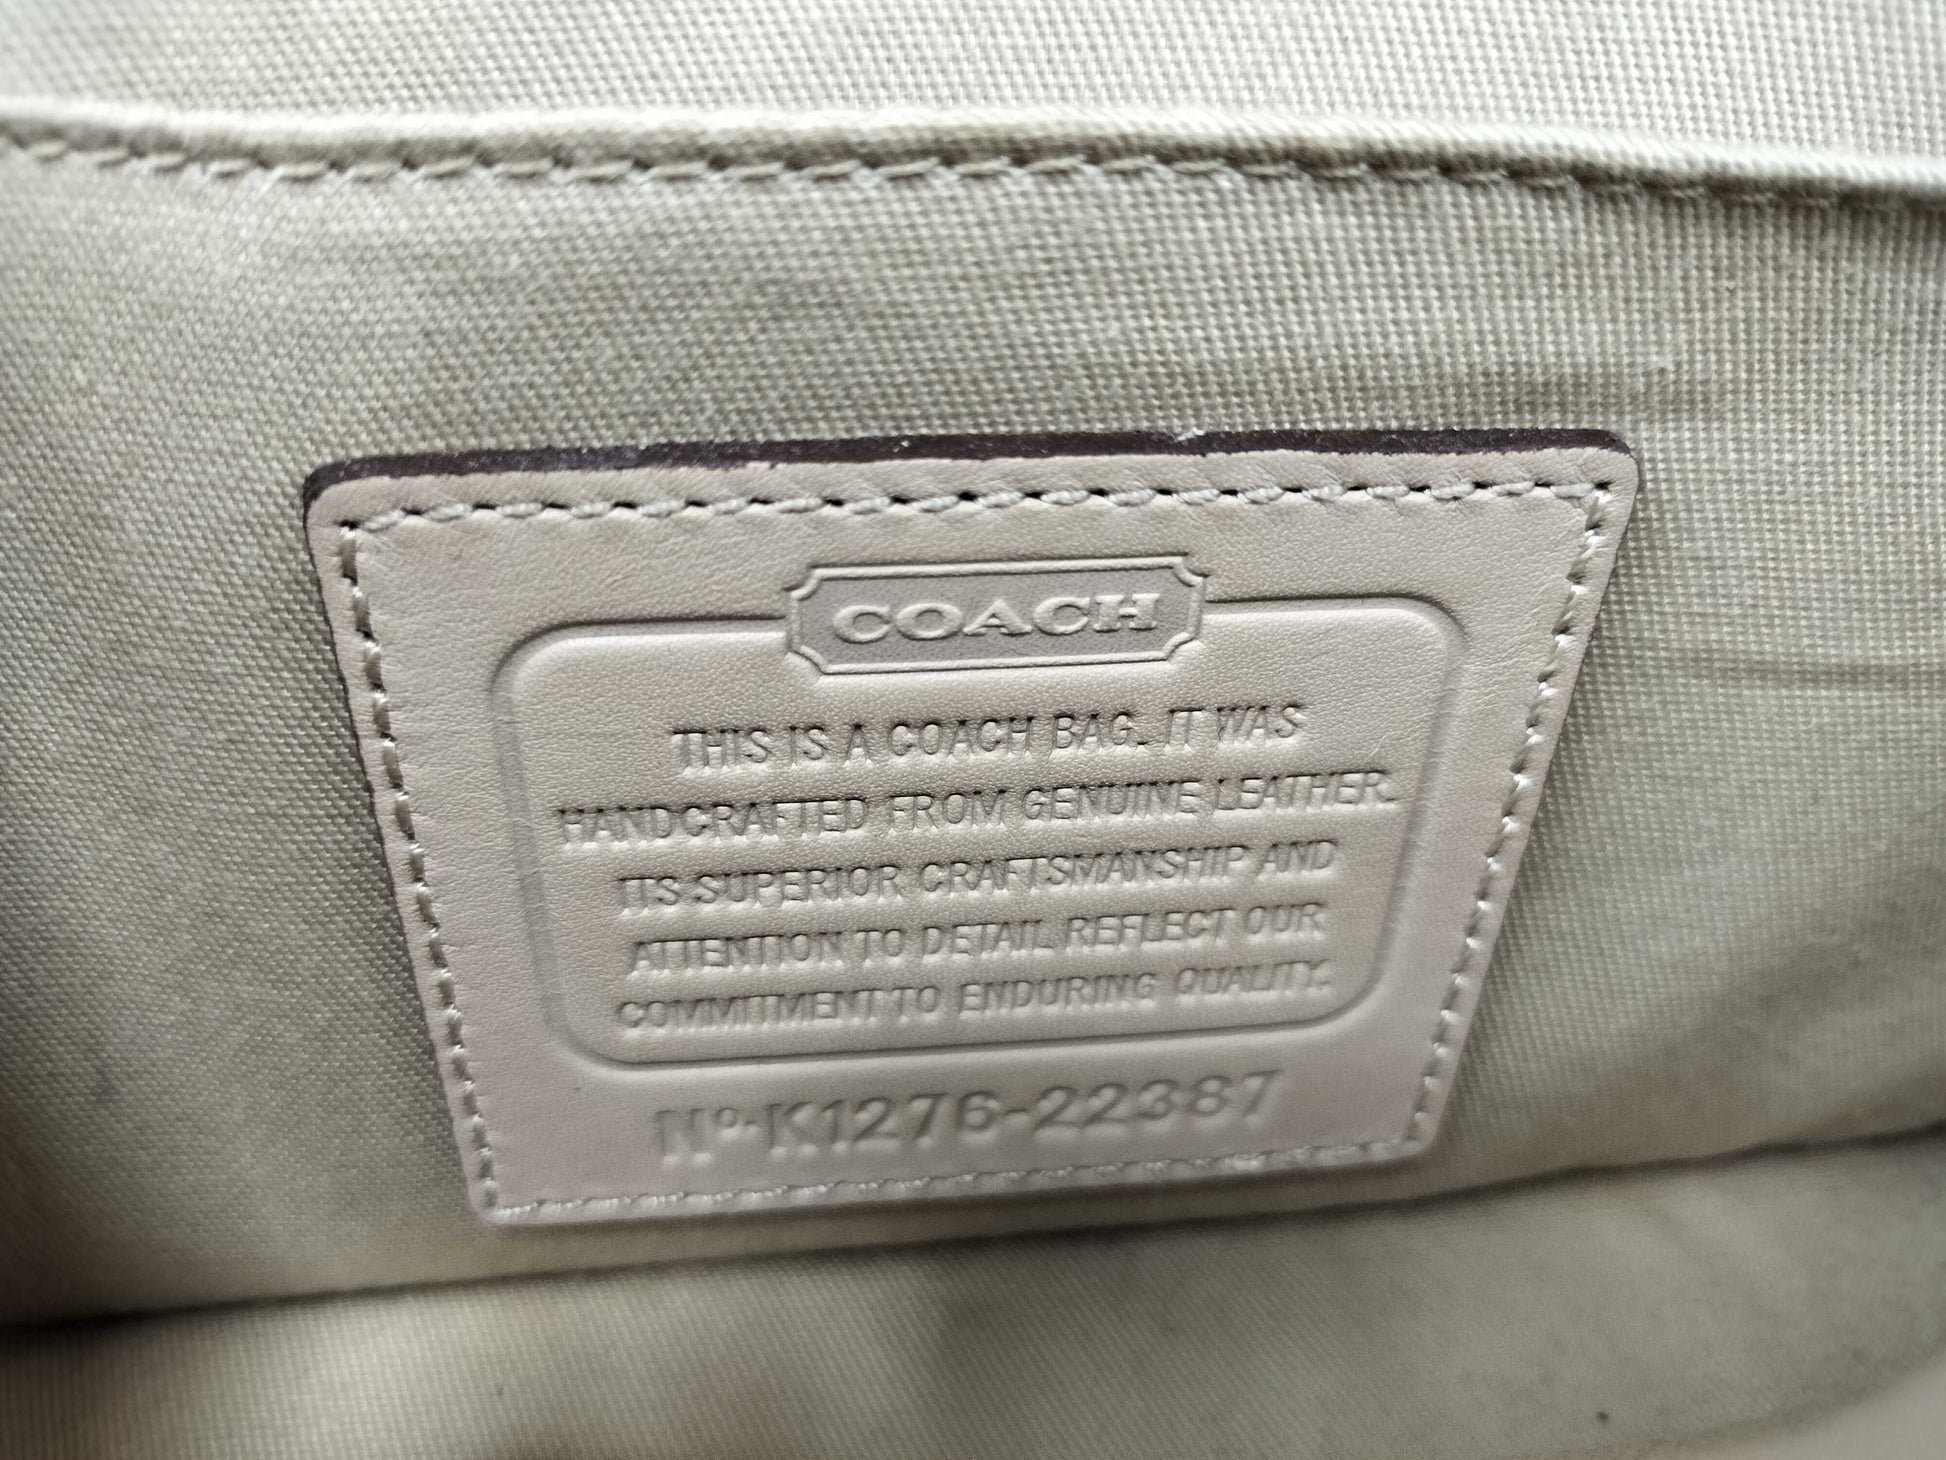 COACH
THIS IS A COACH BAG. IT WAS
HANDCRAFTED FROM GENUINE LEATHER.
ITS SUPERIOR CRAFTSMANSHIP AND
ATTENTION TO DETAIL REFLECT OUR
COMMITMENT TO ENDURING QUALITY.
Nº-K1276-22387